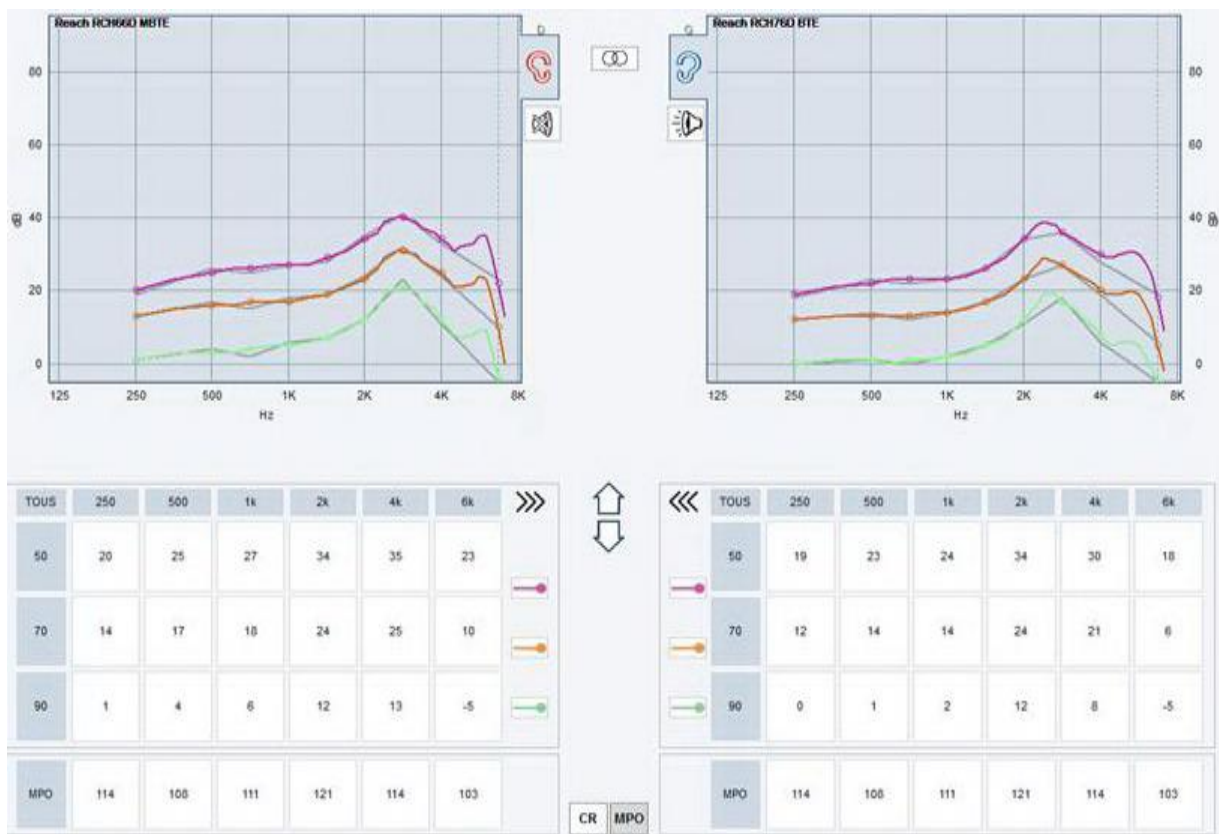 Reach RCH66D MBTE
Reach RCH76D BTE
80
60
40
20
0
dB
125 250 500 1K 2K 4K 8K
Hz
80
60
40
20
0
dB
125 250 500 1K 2K 4K 8K
Hz
TOUS 250 500 1k 2k 4k 6k
50 20 25 27 34 35 23
70 14 17 18 24 25 10
90 1 4 6 12 13 -5
MPO 114 108 111 121 114 103
TOUS 250 500 1k 2k 4k 6k
50 19 23 24 34 30 18
70 12 14 14 24 21 6
90 0 1 2 12 8 -5
MPO 114 108 111 121 114 103
CR MPO